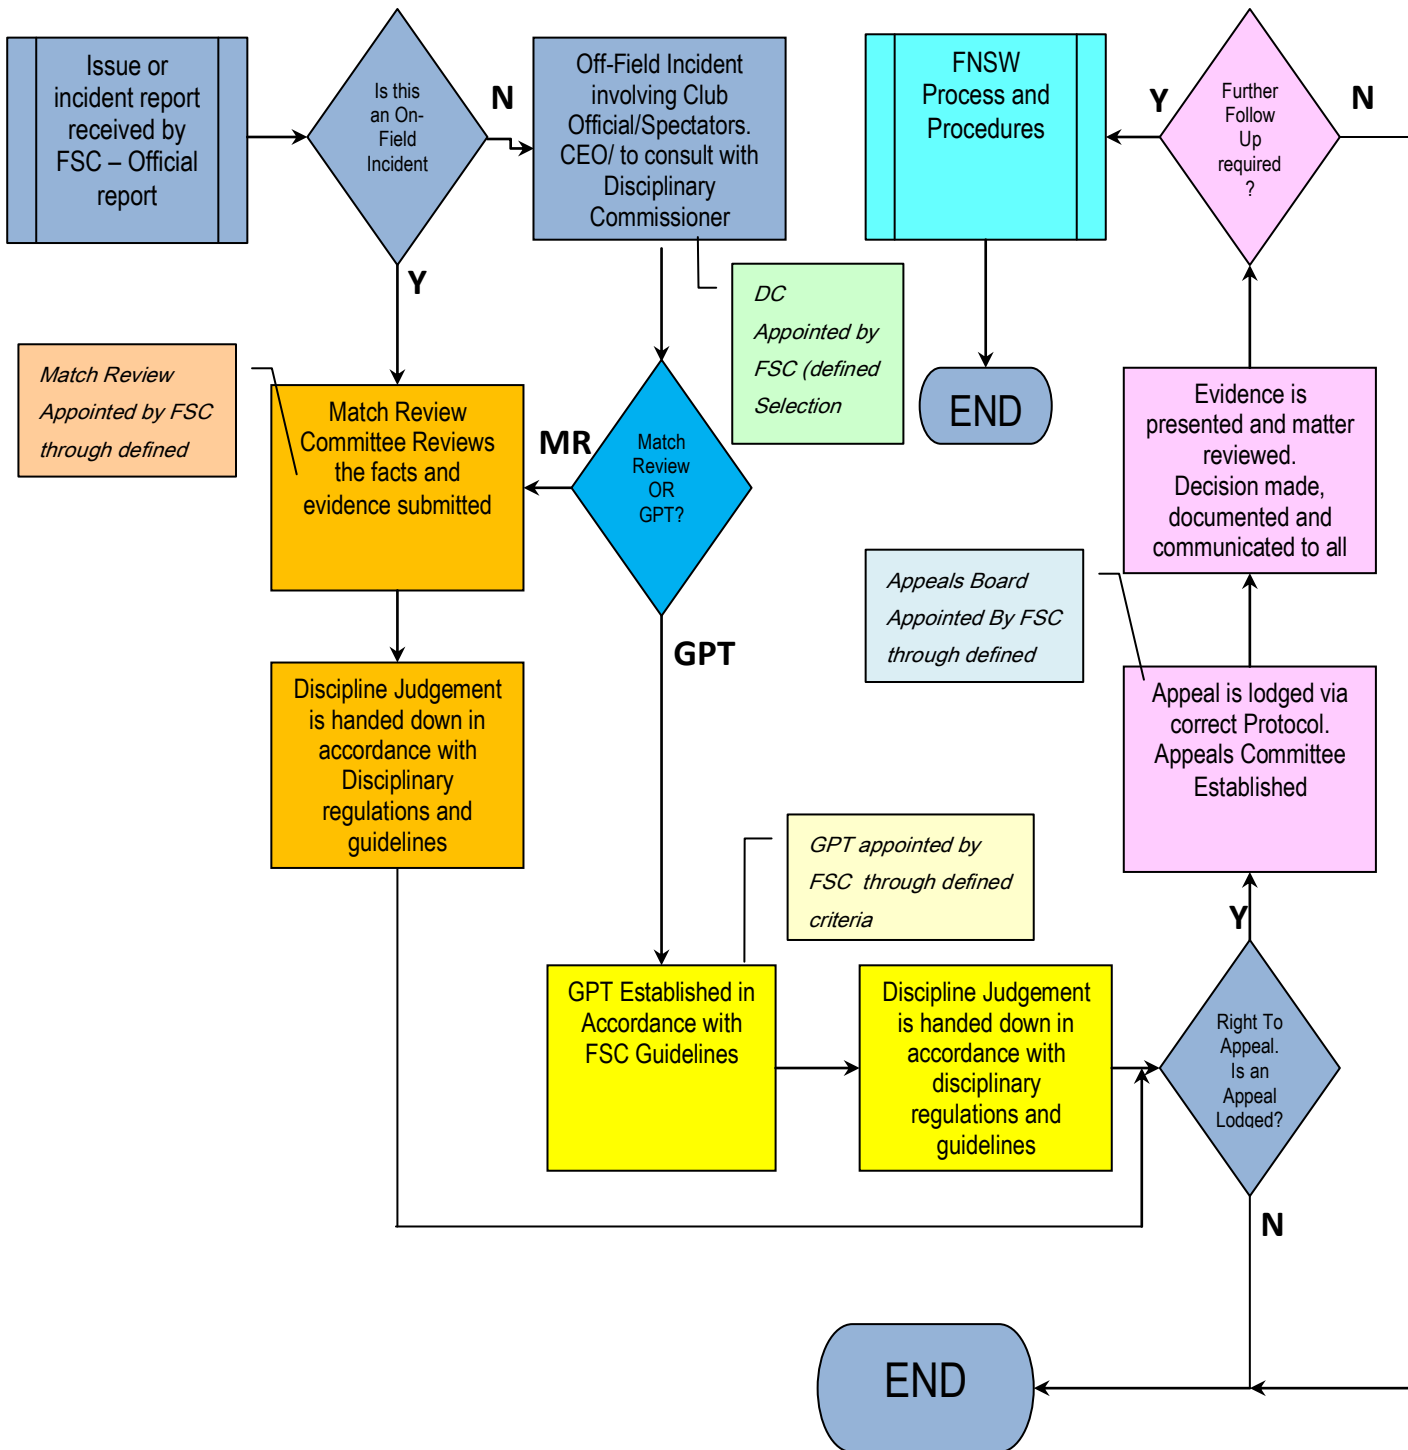 Issue or
incident report
received by
FSC – Official
report
Is this
an On-
Field
Incident
N
Y
Off-Field Incident
involving Club
Official/Spectators.
CEO/ to consult with
Disciplinary
Commissioner
FNSW
Process and
Procedures
Y
Further
Follow
Up
required
?
N
DC
Appointed by
FSC (defined
Selection
Match Review
Appointed by FSC
through defined
Match Review
Committee Reviews
the facts and
evidence submitted
MR
Match
Review
OR
GPT?
END
Evidence is
presented and matter
reviewed.
Decision made,
documented and
communicated to all
Appeals Board
Appointed By FSC
through defined
GPT
Discipline Judgement
is handed down in
accordance with
Disciplinary
regulations and
guidelines
Appeal is lodged via
correct Protocol.
Appeals Committee
Established
GPT appointed by
FSC through defined
criteria
Y
GPT Established in
Accordance with
FSC Guidelines
Discipline Judgement
is handed down in
accordance with
disciplinary
regulations and
guidelines
Right To
Appeal.
Is an
Appeal
Lodged?
N
END